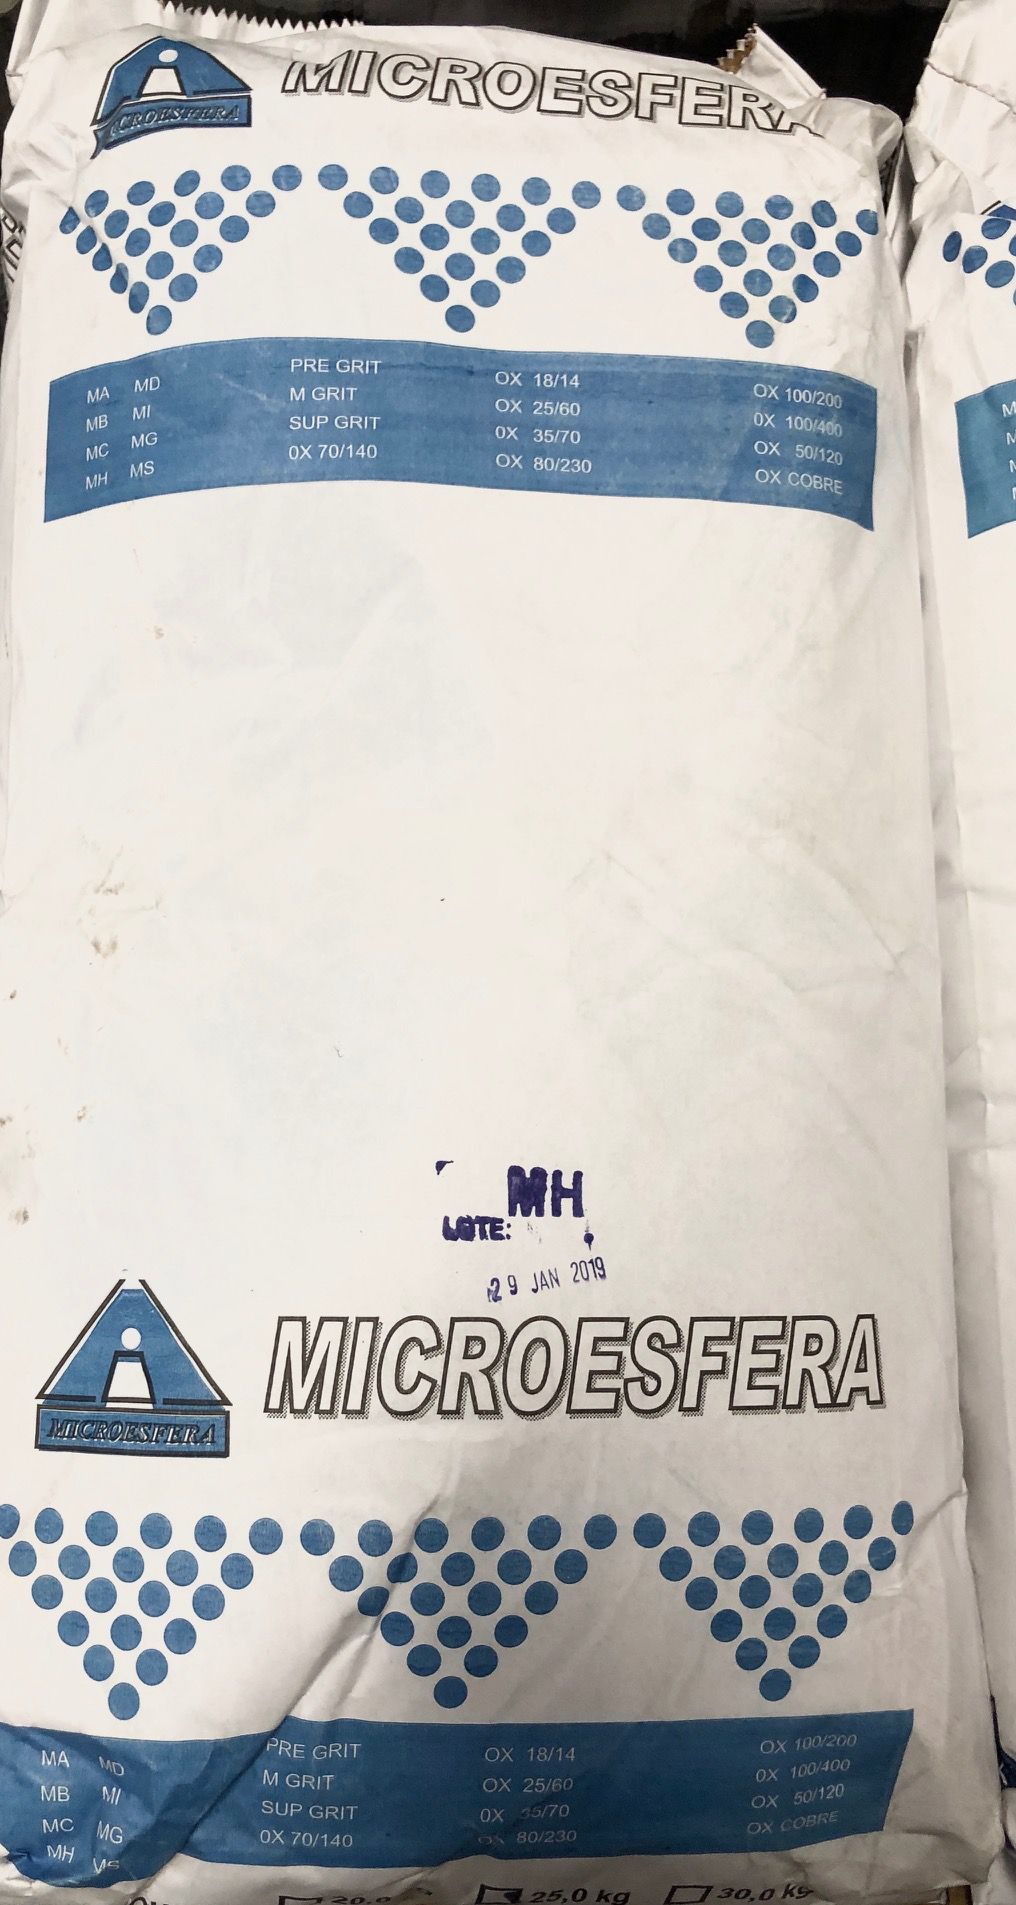 MICROESFERA
MICROESFERA
MA MD PRE GRIT OX 18/14 OX 100/200
MB MI M GRIT OX 25/60 0X 100/400
MC MG SUP GRIT 0X 35/70 OX 50/120
MH MS 0X 70/140 OX 80/230 OX COBRE
MH
LOTE:
29 JAN 2019
MICROESFERA
MICROESFERA
MA MD PRE GRIT OX 18/14 OX 100/200
MB MI M GRIT OX 25/60 0X 100/400
MC MG SUP GRIT 0X 35/70 OX 50/120
MH MS 0X 70/140 OX 80/230 OX COBRE
25,0 kg 30,0 kg